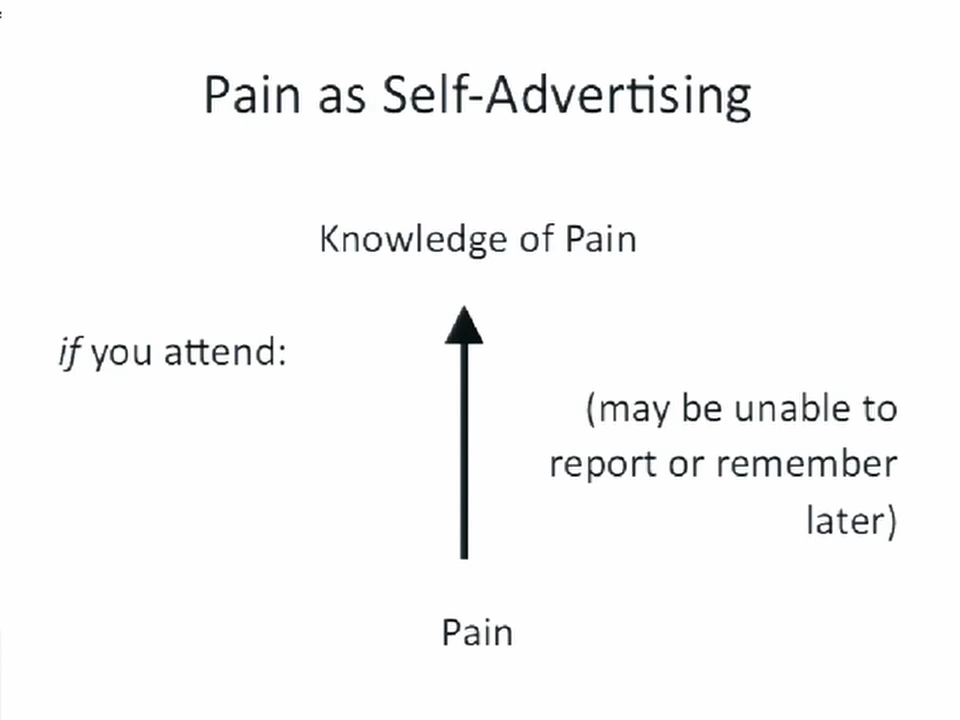 Pain as Self-Advertising
Knowledge of Pain
if you attend:
(may be unable to
report or remember
later)
Pain